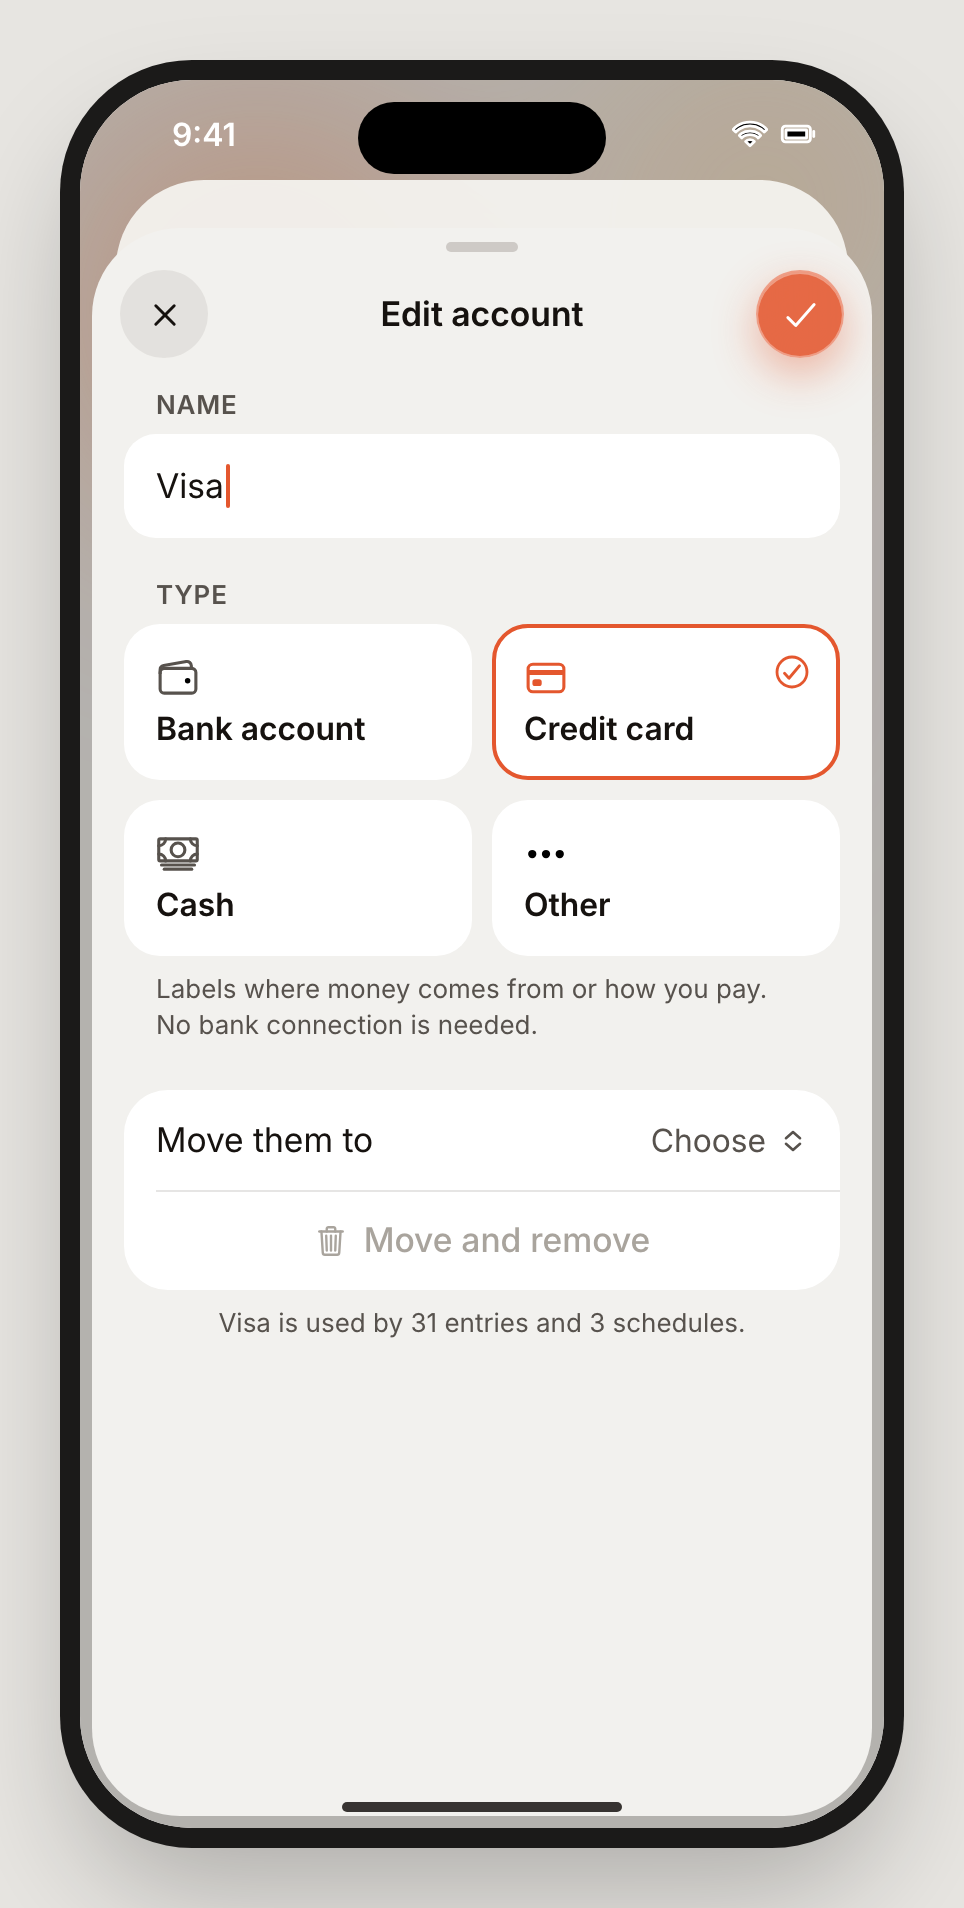 9:41
Edit account
NAME
Visa
TYPE
Bank account
Credit card
Cash
Other
Labels where money comes from or how you pay.
No bank connection is needed.
Move them to
Choose
Move and remove
Visa is used by 31 entries and 3 schedules.